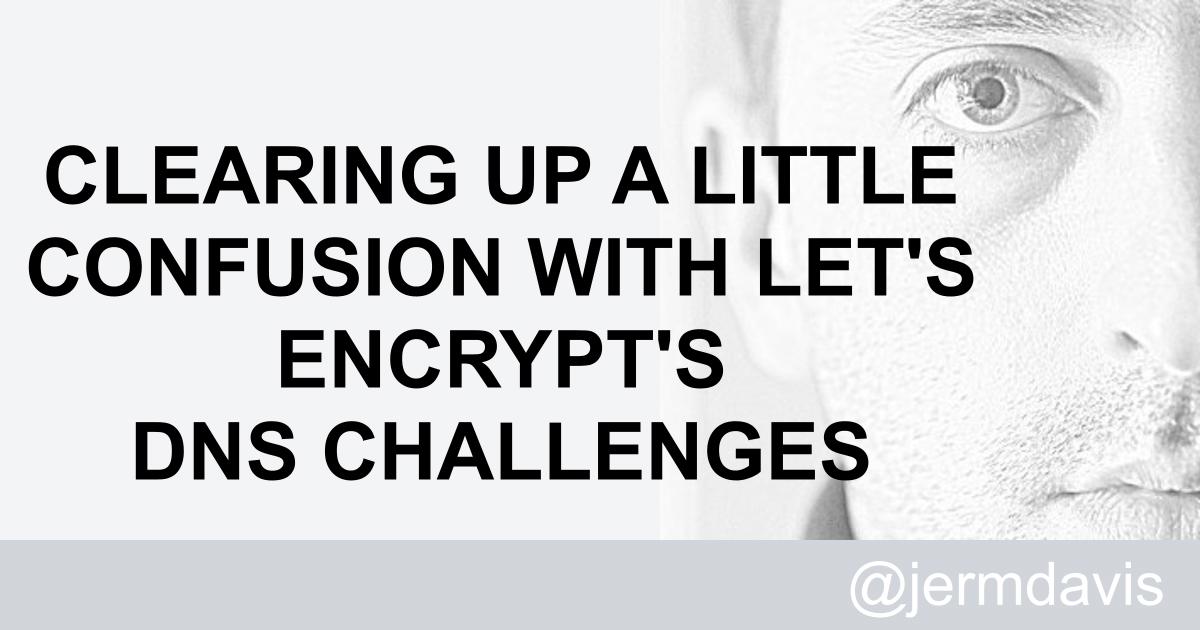 CLEARING UP A LITTLE
CONFUSION WITH LET'S
ENCRYPT'S
DNS CHALLENGES
@jermdavis